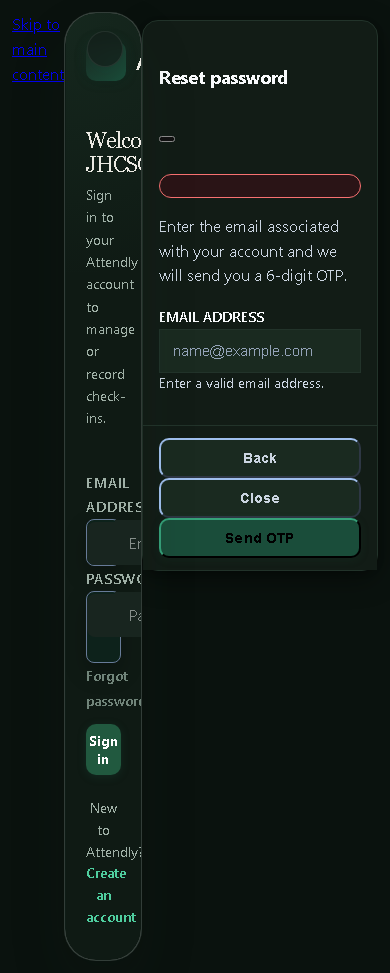 Skip to
main
content
A
Welco
JHCSC
Sign
in to
your
Attendly
account
to
manage
or
record
check-
ins.
EMAIL
ADDRES
En
PASSWO
Pa
Forgot
password
Sign
in
New
to
Attendly?
Create
an
account
Reset password
Enter the email associated
with your account and we
will send you a 6-digit OTP.
EMAIL ADDRESS
name@example.com
Enter a valid email address.
Back
Close
Send OTP